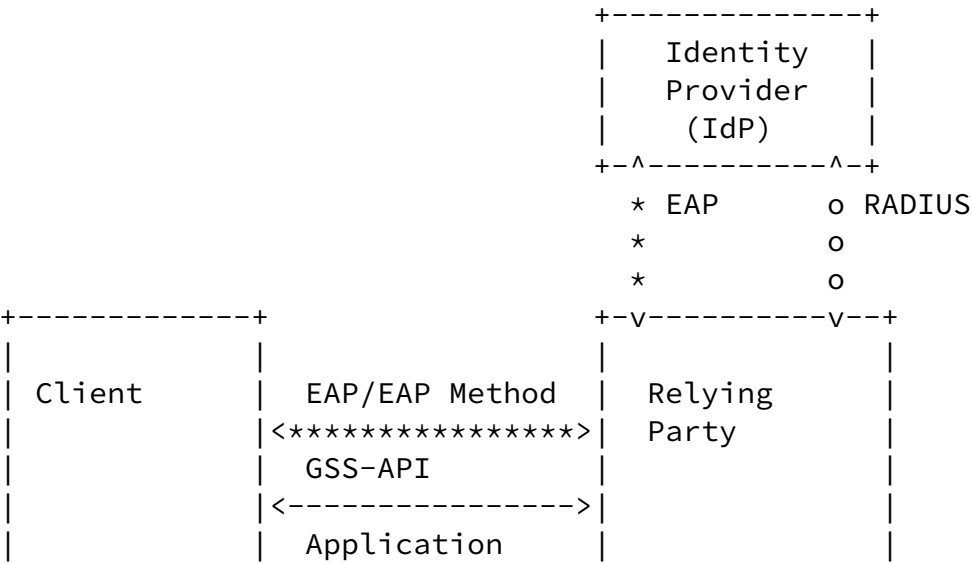 +--------------+
|   Identity   |
|   Provider   |
|    (IdP)     |
+-^----------^-+
* EAP      o RADIUS
*          o
*          o
+-------------+                  +-v----------v--+
|             |                  |               |
| Client      |  EAP/EAP Method  |  Relying      |
|             |<****************>|  Party        |
|             |  GSS-API         |               |
|             |<---------------->|               |
|             |  Application     |               |